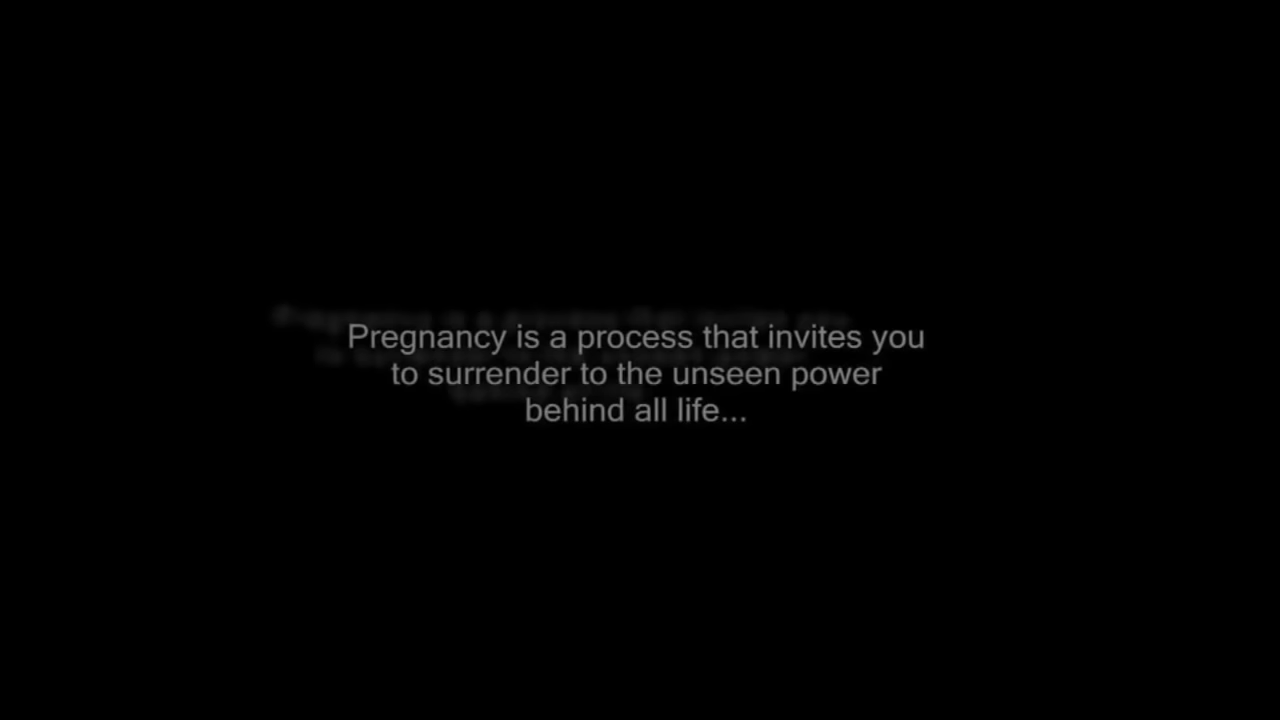 Pregnancy is a process that invites you
to surrender to the unseen power
behind all life...